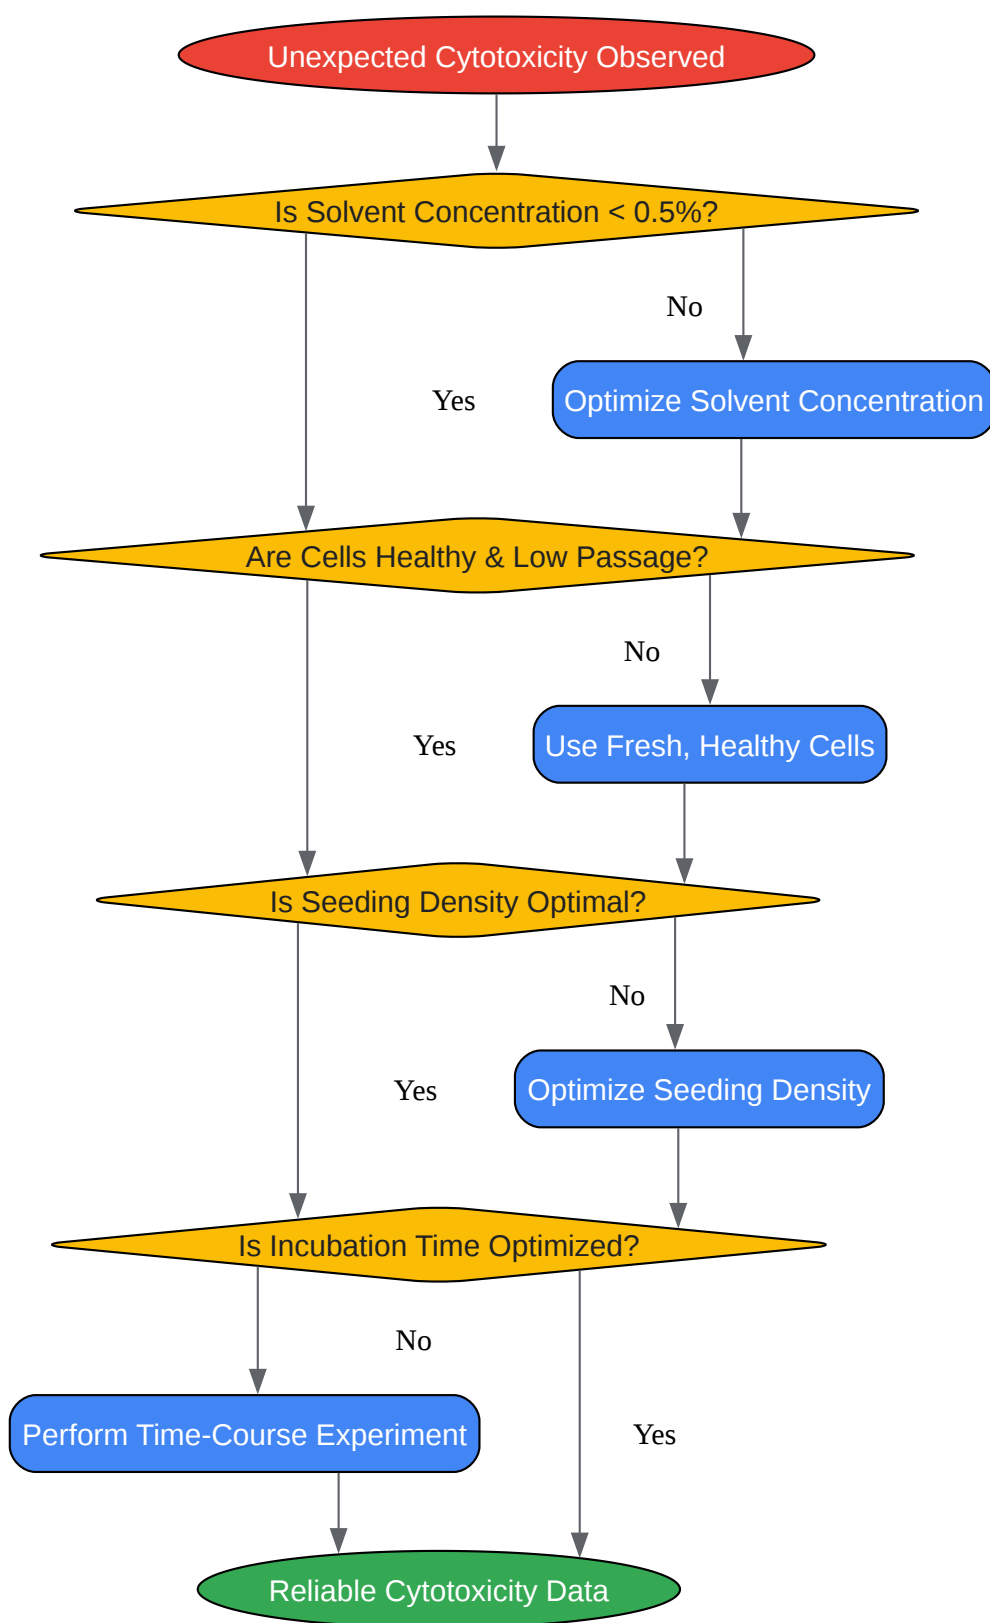 Unexpected Cytotoxicity Observed
Is Solvent Concentration < 0.5%?
No
Yes
Optimize Solvent Concentration
Are Cells Healthy & Low Passage?
No
Yes
Use Fresh, Healthy Cells
Is Seeding Density Optimal?
No
Yes
Optimize Seeding Density
Is Incubation Time Optimized?
No
Perform Time-Course Experiment
Yes
Reliable Cytotoxicity Data